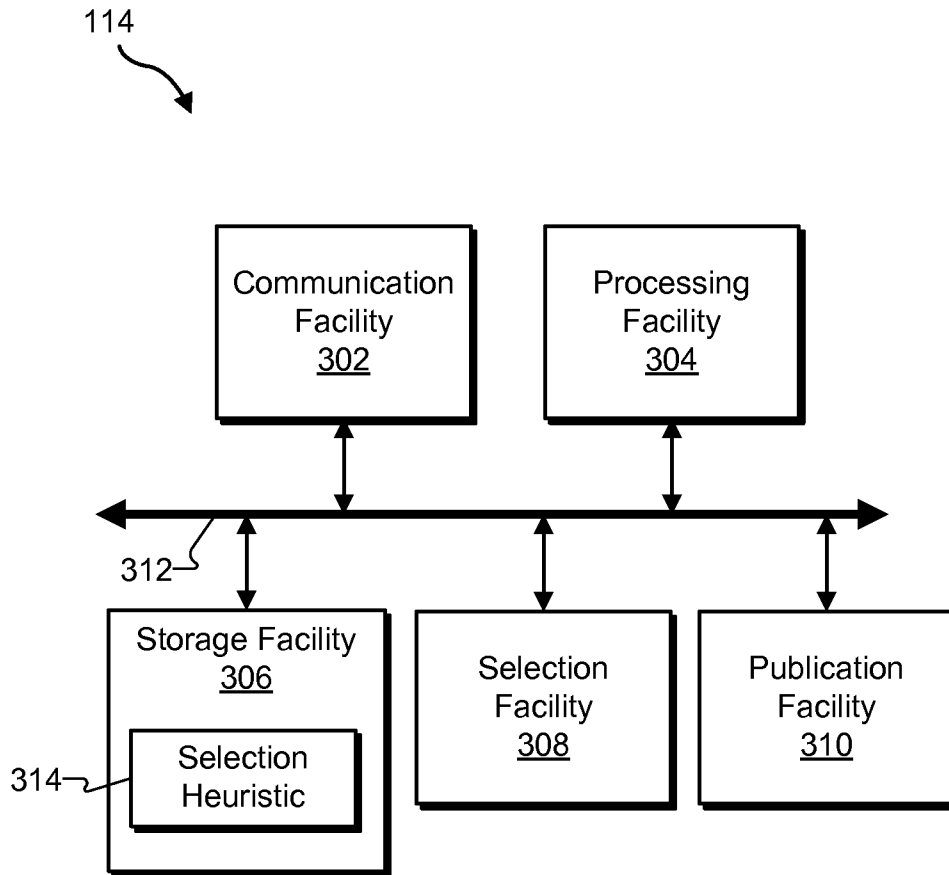 114
Communication
Facility
302
Processing
Facility
304
312
Storage Facility
306
Selection
Heuristic
314
Selection
Facility
308
Publication
Facility
310